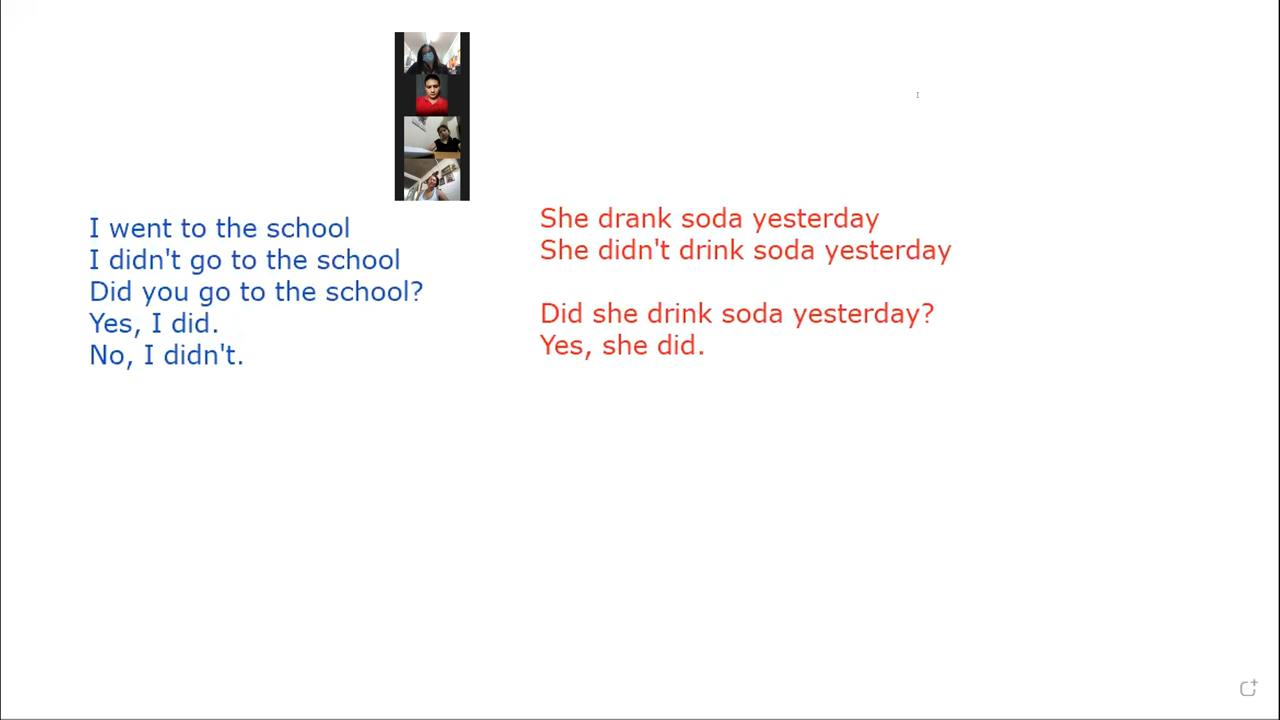 I went to the school
I didn't go to the school
Did you go to the school?
Yes, I did.
No, I didn't.
She drank soda yesterday
She didn't drink soda yesterday
Did she drink soda yesterday?
Yes, she did.